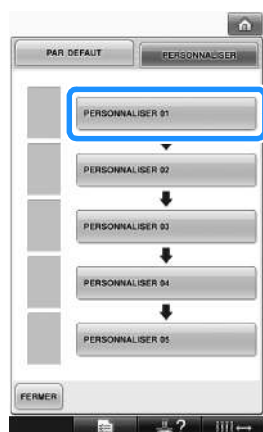 PAR DEFAUT PERSONNALISER
PERSONNALISER 01
PERSONNALISER 02
PERSONNALISER 03
PERSONNALISER 04
PERSONNALISER 05
FERMER
?